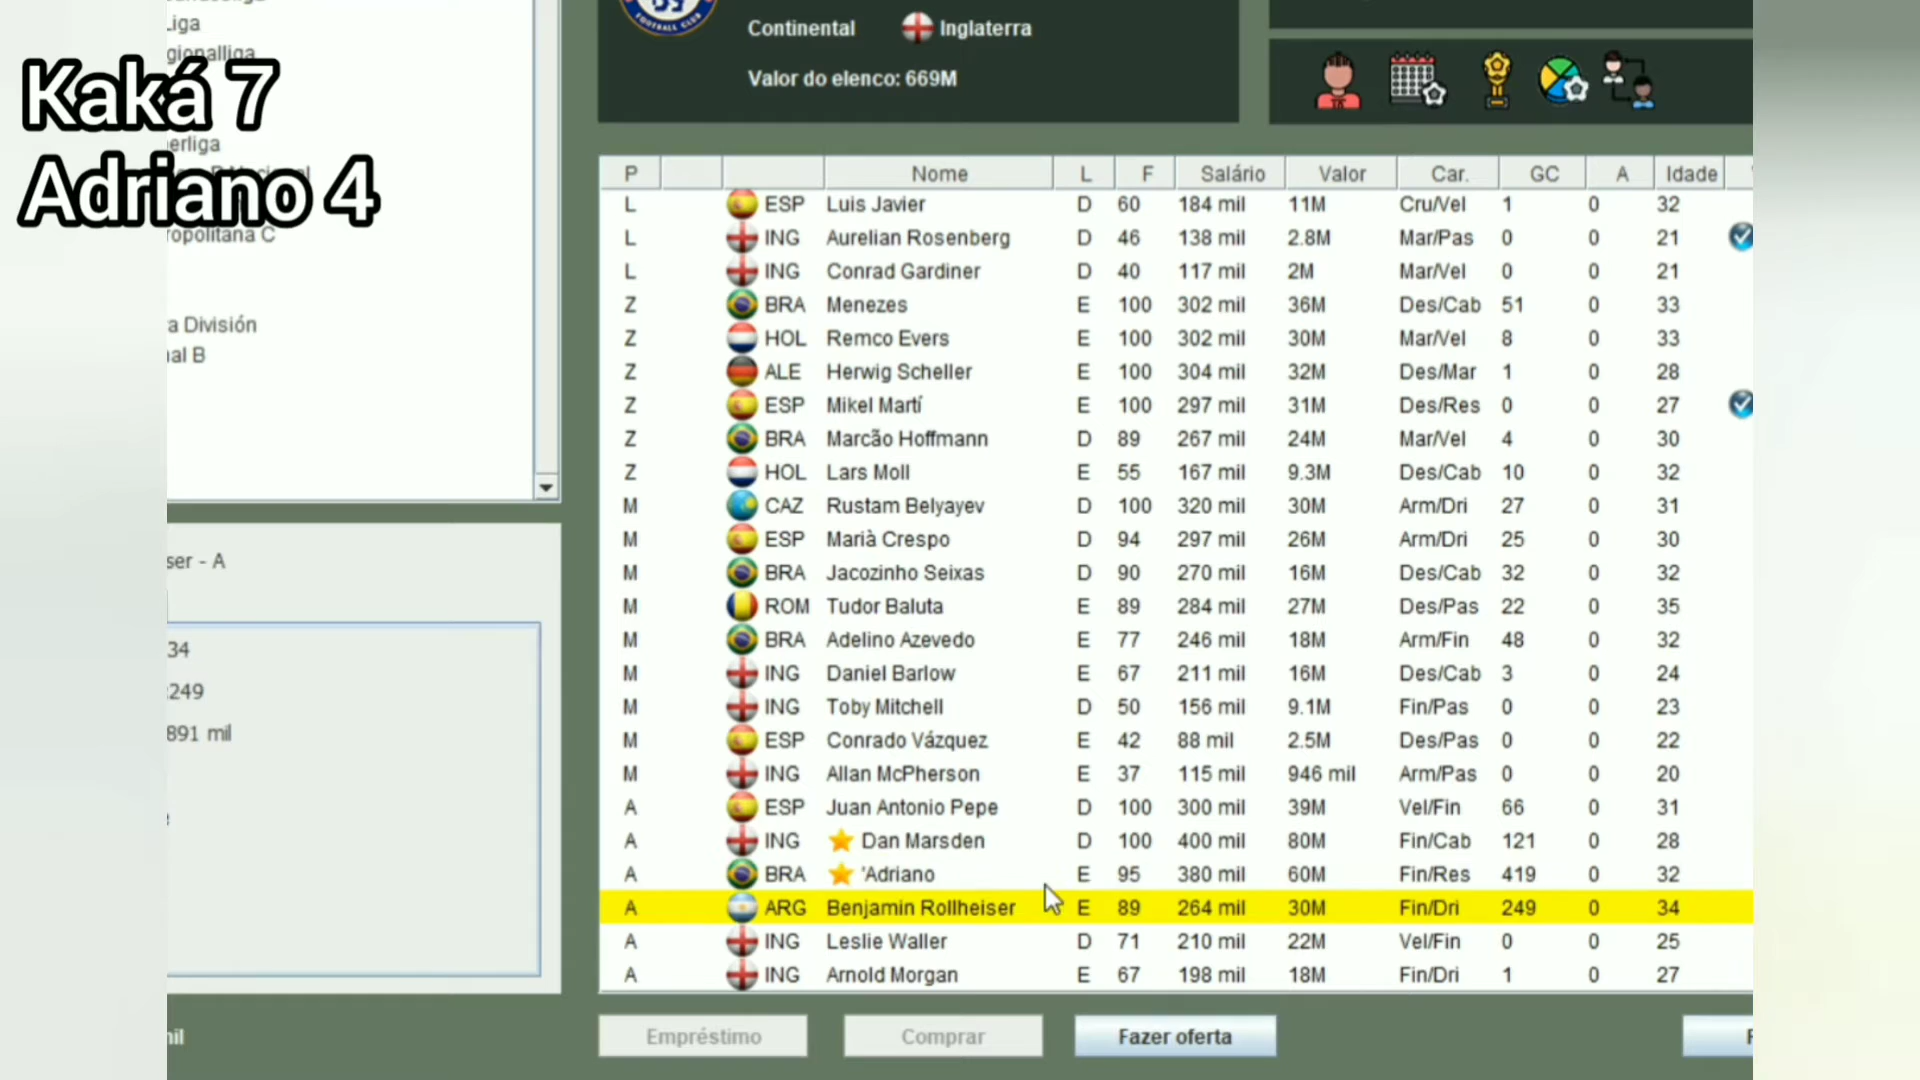 Kaká 7
Adriano 4
Liga
gionalliga
erliga
ropolitana C
a División
nal B
ser - A
34
249
891 mil
FOOTBALL CLUB
Continental Inglaterra
Valor do elenco: 669M
P Nome L F Salário Valor Car. GC A Idade
L ESP Luis Javier D 60 184 mil 11M Cru/Vel 1 0 32
L ING Aurelian Rosenberg D 46 138 mil 2.8M Mar/Pas 0 0 21
L ING Conrad Gardiner D 40 117 mil 2M Mar/Vel 0 0 21
Z BRA Menezes E 100 302 mil 36M Des/Cab 51 0 33
Z HOL Remco Evers E 100 302 mil 30M Mar/Vel 8 0 33
Z ALE Herwig Scheller E 100 304 mil 32M Des/Mar 1 0 28
Z ESP Mikel Martí E 100 297 mil 31M Des/Res 0 0 27
Z BRA Marcão Hoffmann D 89 267 mil 24M Mar/Vel 4 0 30
Z HOL Lars Moll E 55 167 mil 9.3M Des/Cab 10 0 32
M CAZ Rustam Belyayev D 100 320 mil 30M Arm/Dri 27 0 31
M ESP Marià Crespo D 94 297 mil 26M Arm/Dri 25 0 30
M BRA Jacozinho Seixas D 90 270 mil 16M Des/Cab 32 0 32
M ROM Tudor Baluta E 89 284 mil 27M Des/Pas 22 0 35
M BRA Adelino Azevedo E 77 246 mil 18M Arm/Fin 48 0 32
M ING Daniel Barlow E 67 211 mil 16M Des/Cab 3 0 24
M ING Toby Mitchell D 50 156 mil 9.1M Fin/Pas 0 0 23
M ESP Conrado Vázquez E 42 88 mil 2.5M Des/Pas 0 0 22
M ING Allan McPherson E 37 115 mil 946 mil Arm/Pas 0 0 20
A ESP Juan Antonio Pepe D 100 300 mil 39M Vel/Fin 66 0 31
A ING Dan Marsden D 100 400 mil 80M Fin/Cab 121 0 28
A BRA 'Adriano E 95 380 mil 60M Fin/Res 419 0 32
A ARG Benjamin Rollheiser E 89 264 mil 30M Fin/Dri 249 0 34
A ING Leslie Waller D 71 210 mil 22M Vel/Fin 0 0 25
A ING Arnold Morgan E 67 198 mil 18M Fin/Dri 1 0 27
Empréstimo Comprar Fazer oferta